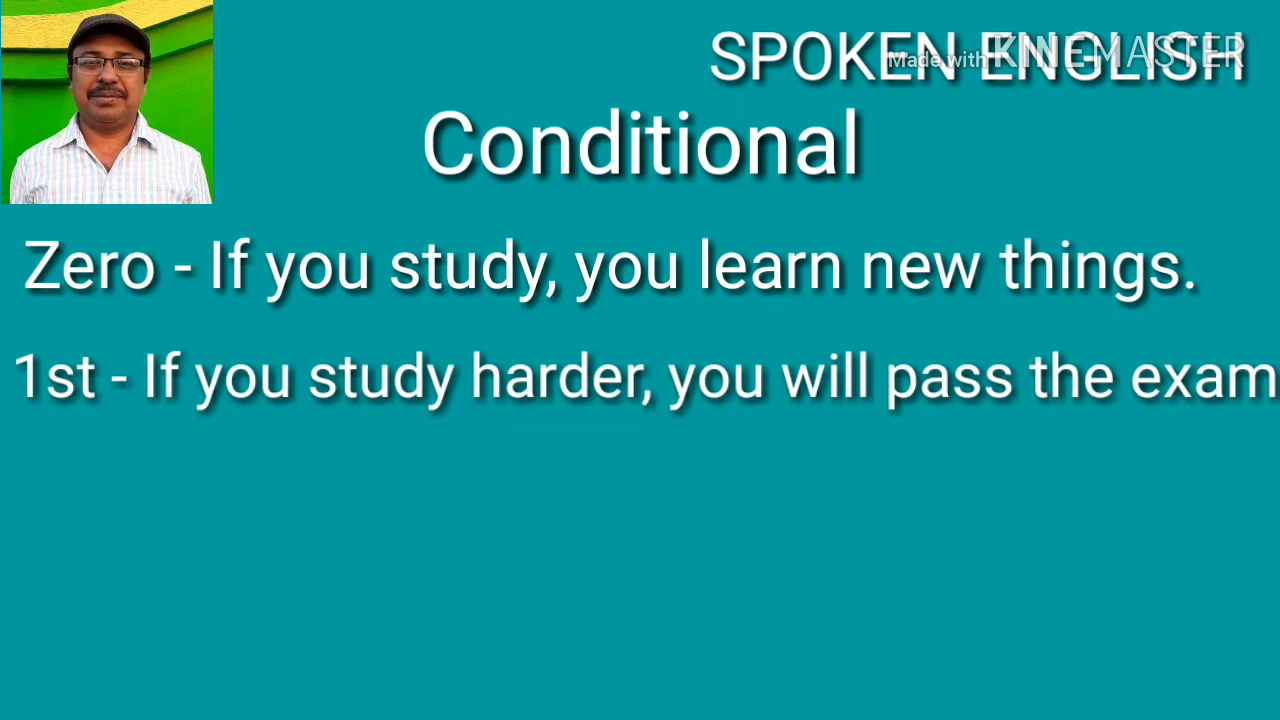 SPOKEN ENGLISH
Made with KINEMASTER
Conditional
Zero - If you study, you learn new things.
1st - If you study harder, you will pass the exam